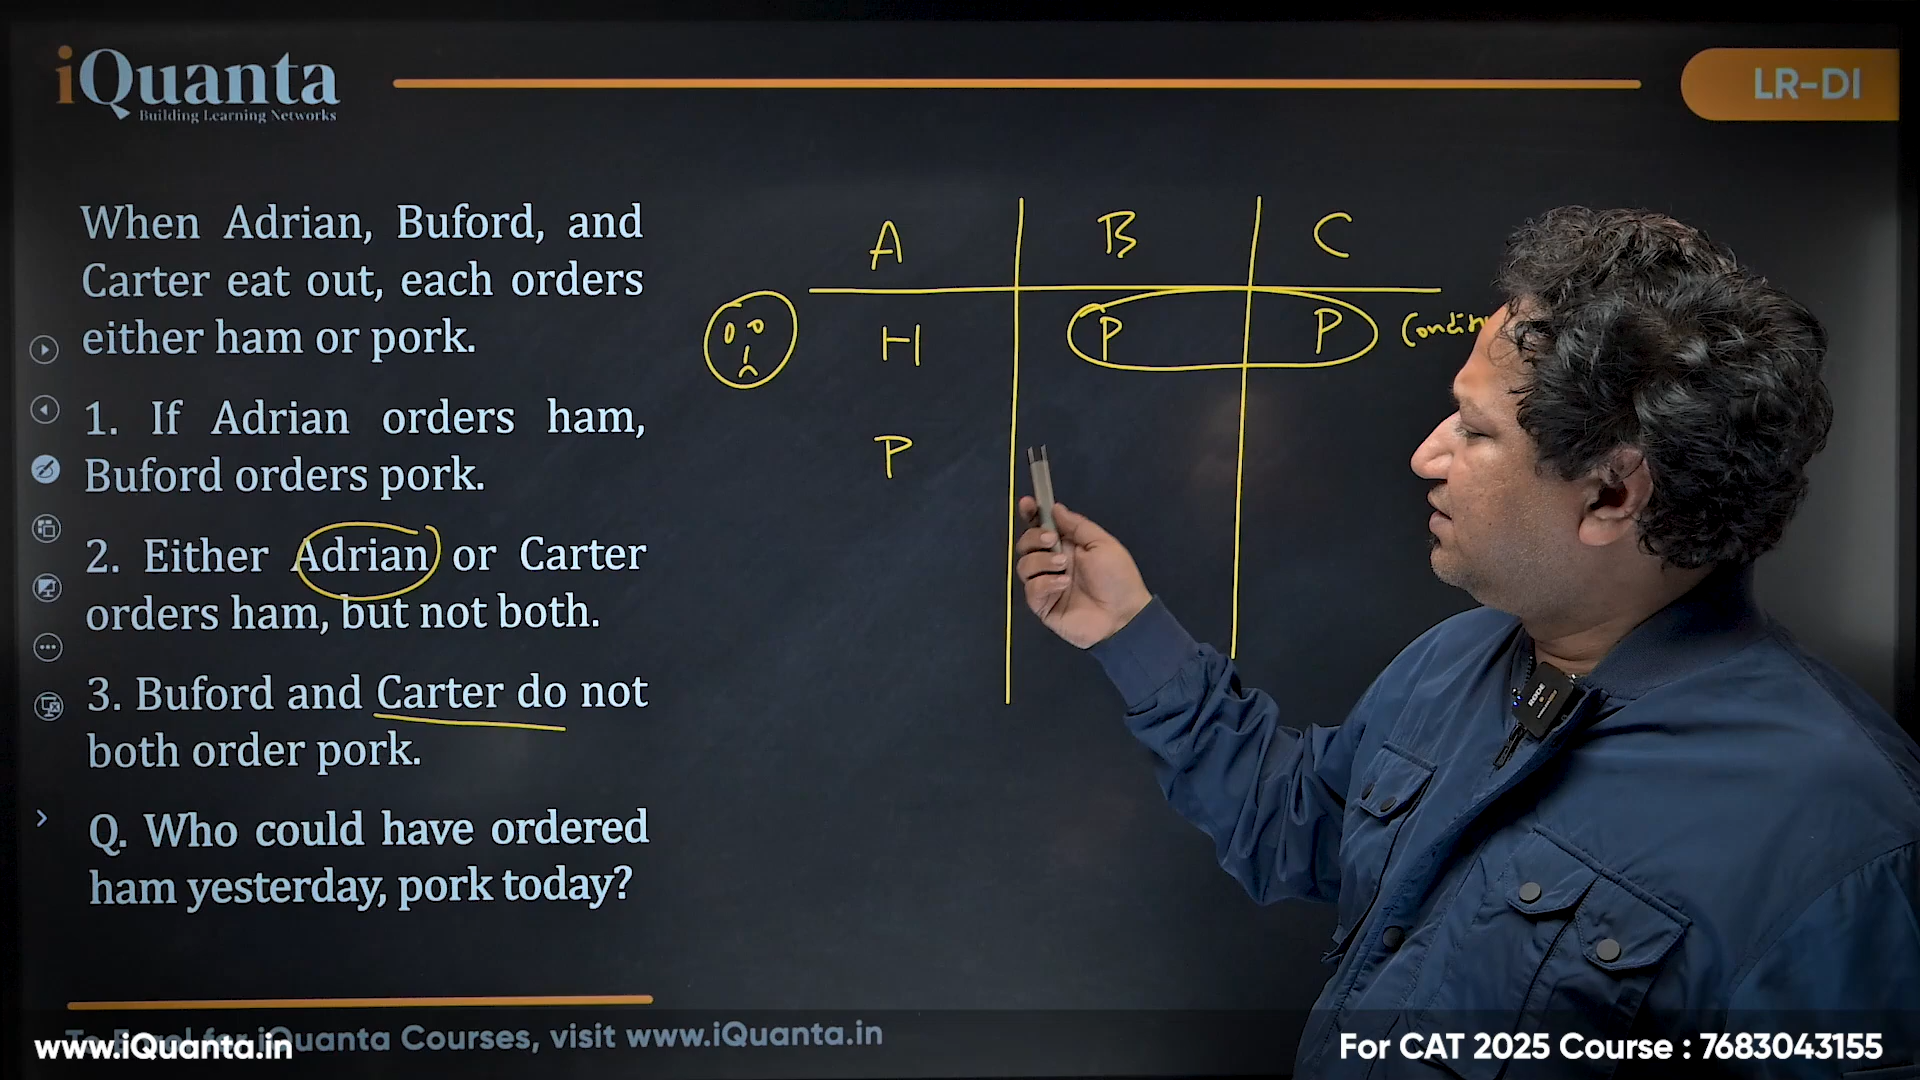 iQuanta
Building Learning Networks
LR-DI
When Adrian, Buford, and
Carter eat out, each orders
either ham or pork.
1. If Adrian orders ham,
Buford orders pork.
2. Either Adrian or Carter
orders ham, but not both.
3. Buford and Carter do not
both order pork.
Q. Who could have ordered
ham yesterday, pork today?
A B C
H P P
P
RODE
iQuanta Courses, visit www.iQuanta.in
www.iQuanta.in
For CAT 2025 Course : 7683043155